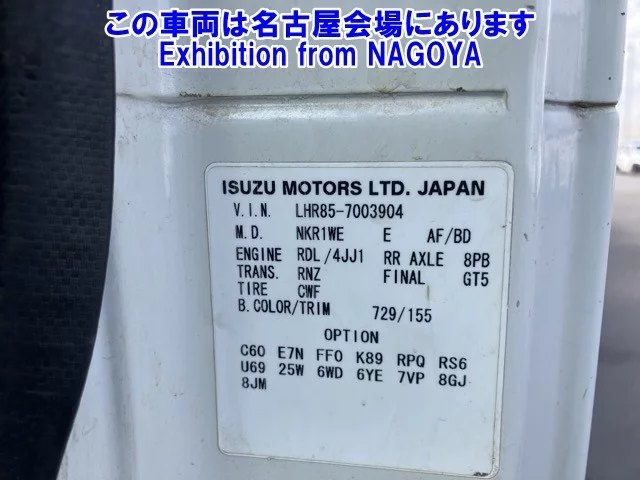 この車両は名古屋会場にあります
Exhibition from NAGOYA
ISUZU MOTORS LTD. JAPAN
V.I.N. LHR85-7003904
M.D. NKR1WE E AF/BD
ENGINE RDL/4JJ1 RR AXLE 8PB
TRANS. RNZ FINAL GT5
TIRE CWF
B.COLOR/TRIM 729/155
OPTION
C60 E7N FF0 K89 RPQ RS6
U69 25W 6WD 6YE 7VP 8GJ
8JM